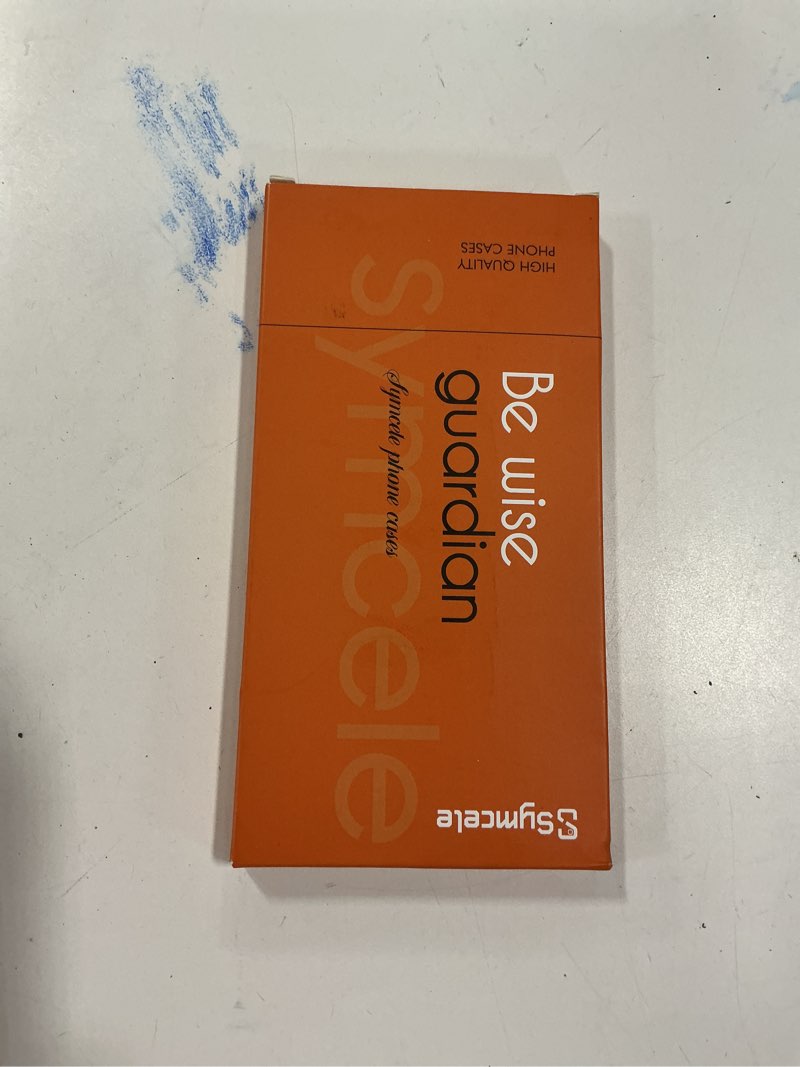 Symcele
Be wise
guardian
Symcele phone cases
symcele
HIGH QUALITY
PHONE CASES